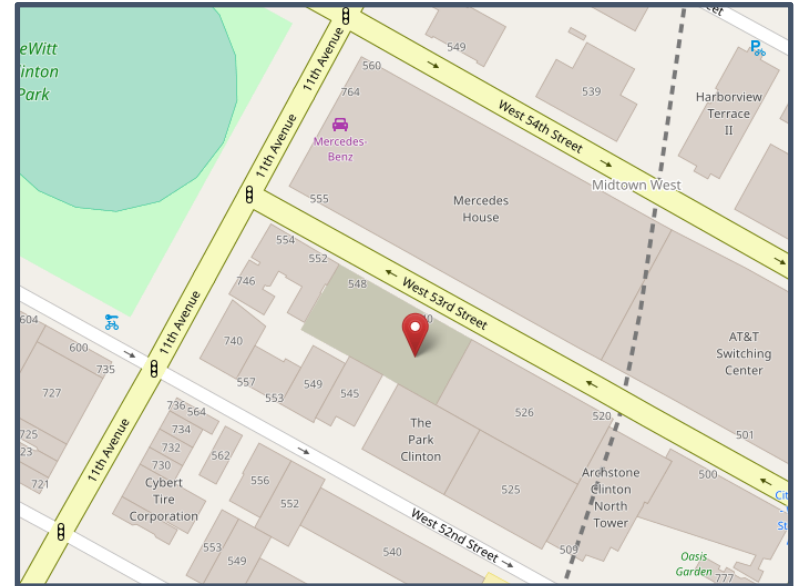 eWitt
linton
Park
11th Avenue
549
560
764
West 54th Street
539
Harborview
Terrace
II
P
Mercedes-
Benz
11th Avenue
Midtown West
555
Mercedes
House
554
552
548
746
West 53rd Street
11th Avenue
604
600
735
740
AT&T
Switching
Center
557
553
549
545
727
526
520
736
564
734
732
725
23
721
730
562
The
Park
Clinton
501
11th Avenue
Cybert
Tire
Corporation
556
552
525
Archstone
Clinton
North
Tower
500
West 52nd Street
553
549
540
509
Oasis
Garden
777